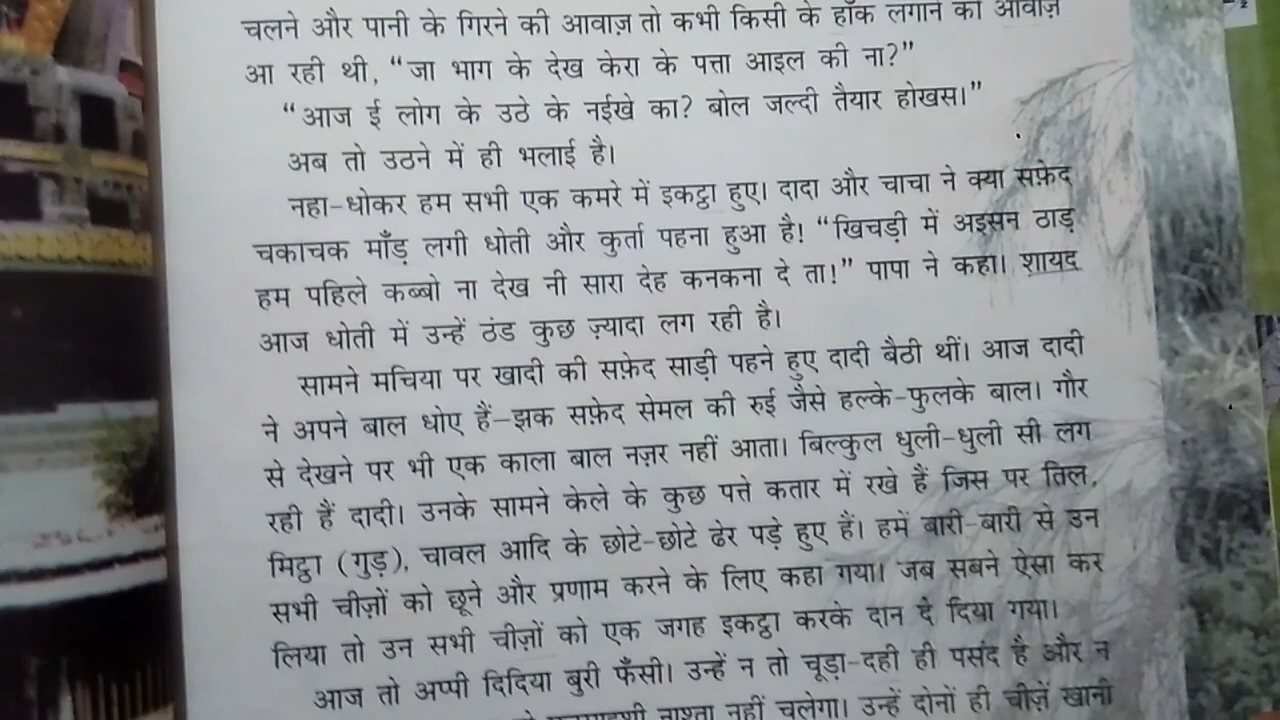 चलने और पानी के गिरने की आवाज़ तो कभी किसी के हाँक लगाने की आवाज़
आ रही थी, “जा भाग के देख केरा के पत्ता आइल की ना?”
“आज ई लोग के उठे के नईखे का? बोल जल्दी तैयार होखस।”
अब तो उठने में ही भलाई है।
नहा-धोकर हम सभी एक कमरे में इकट्ठा हुए। दादा और चाचा ने क्या सफ़ेद
चकाचक माँड़ लगी धोती और कुर्ता पहना हुआ है! “खिचड़ी में अइसन ठाड़
हम पहिले कब्बो ना देख नी सारा देह कनकना दे ता!” पापा ने कहा। शायद
आज धोती में उन्हें ठंड कुछ ज़्यादा लग रही है।
सामने मचिया पर खादी की सफ़ेद साड़ी पहने हुए दादी बैठी थीं। आज दादी
ने अपने बाल धोए हैं-झक सफ़ेद सेमल की रुई जैसे हल्के-फुलके बाल। गौर
से देखने पर भी एक काला बाल नज़र नहीं आता। बिल्कुल धुली-धुली सी लग
रही हैं दादी। उनके सामने केले के कुछ पत्ते कतार में रखे हैं जिस पर तिल,
मिट्ठा (गुड़), चावल आदि के छोटे-छोटे ढेर पड़े हुए हैं। हमें बारी-बारी से उन
सभी चीज़ों को छूने और प्रणाम करने के लिए कहा गया। जब सबने ऐसा कर
लिया तो उन सभी चीज़ों को एक जगह इकट्ठा करके दान दे दिया गया।
आज तो अप्पी दिदिया बुरी फँसी। उन्हें न तो चूड़ा-दही ही पसंद है और न
नाश्ता नहीं चलेगा। उन्हें दोनों ही चीज़ें खानी